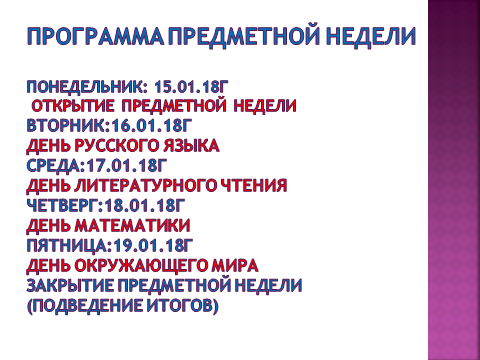 ПРОГРАММА ПРЕДМЕТНОЙ НЕДЕЛИ
ПОНЕДЕЛЬНИК: 15.01.18Г
ОТКРЫТИЕ ПРЕДМЕТНОЙ НЕДЕЛИ
ВТОРНИК:16.01.18Г
ДЕНЬ РУССКОГО ЯЗЫКА
СРЕДА:17.01.18Г
ДЕНЬ ЛИТЕРАТУРНОГО ЧТЕНИЯ
ЧЕТВЕРГ:18.01.18Г
ДЕНЬ МАТЕМАТИКИ
ПЯТНИЦА:19.01.18Г
ДЕНЬ ОКРУЖАЮЩЕГО МИРА
ЗАКРЫТИЕ ПРЕДМЕТНОЙ НЕДЕЛИ
(ПОДВЕДЕНИЕ ИТОГОВ)